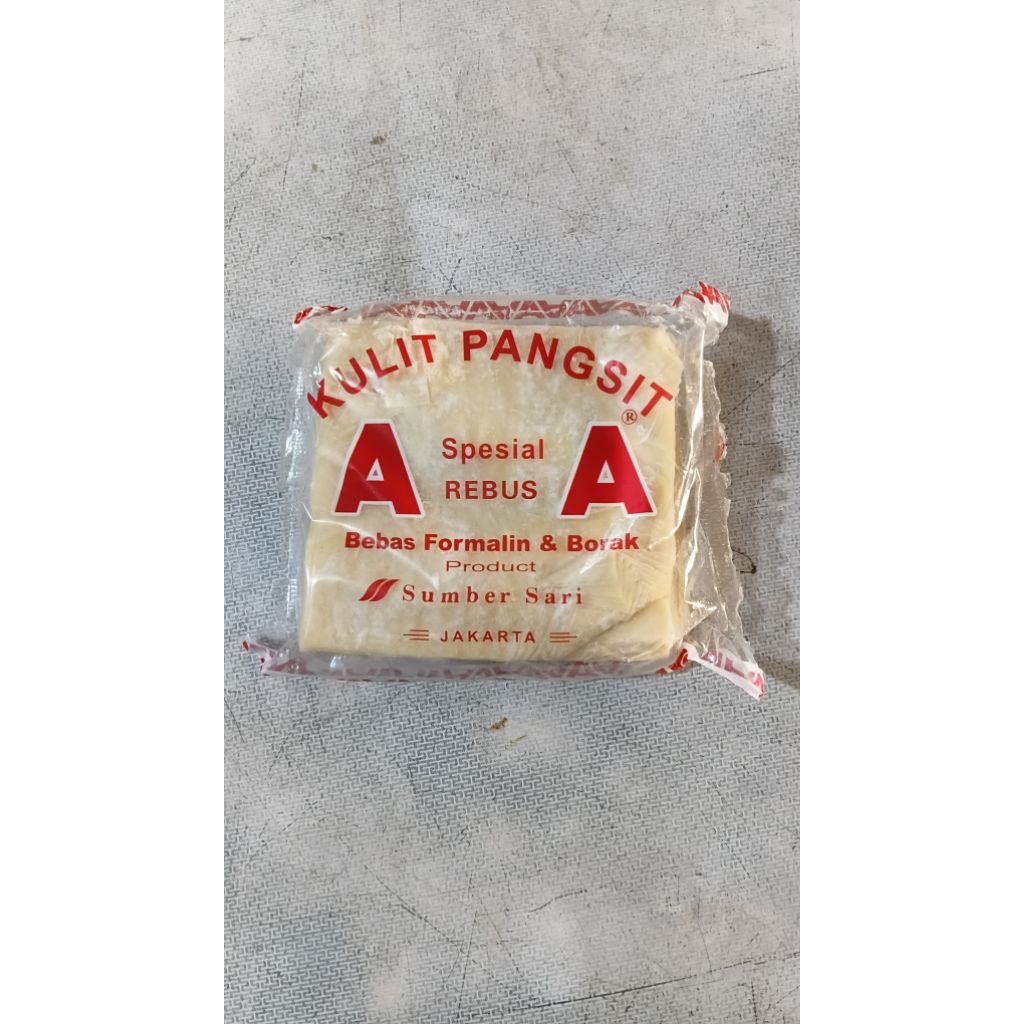 KULIT PANGSIT
A Spesial A ®
REBUS
Bebas Formalin & Borak
Product
Sumber Sari
JAKARTA